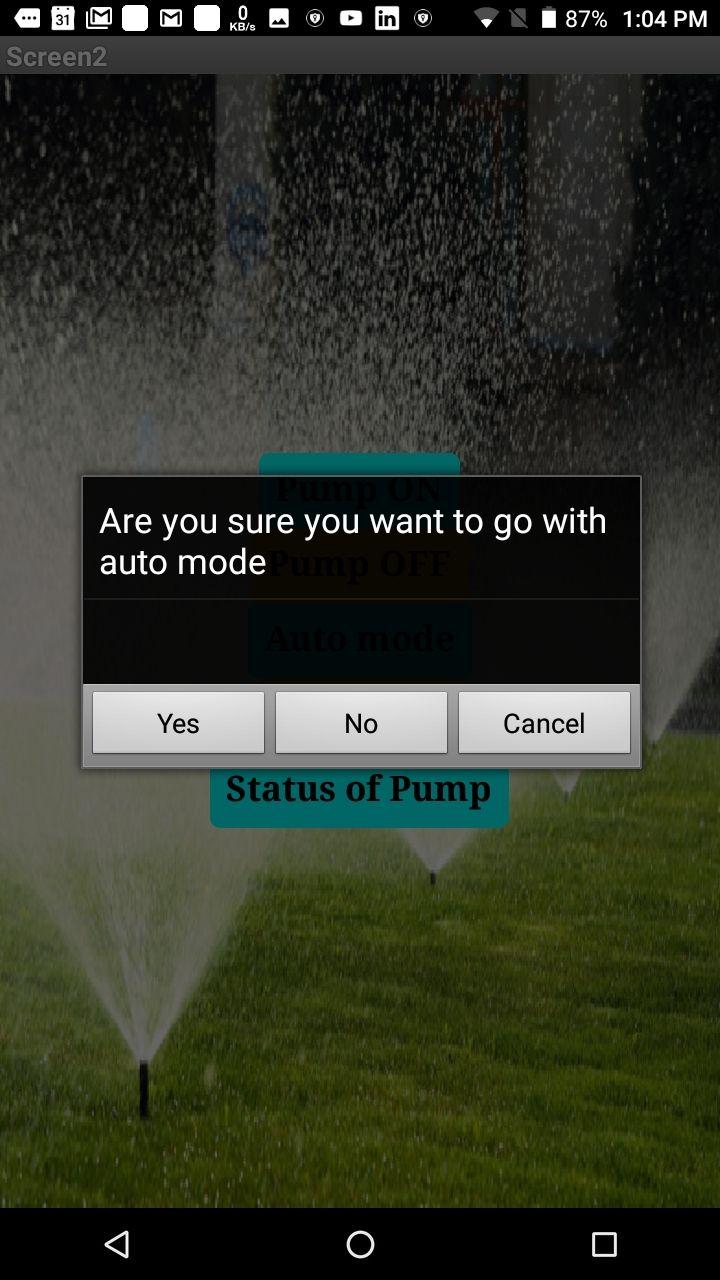 31 0 KB/s in 87% 1:04 PM
Screen2
Pump ON
Are you sure you want to go with
auto mode
Pump OFF
Auto mode
Yes No Cancel
Status of Pump